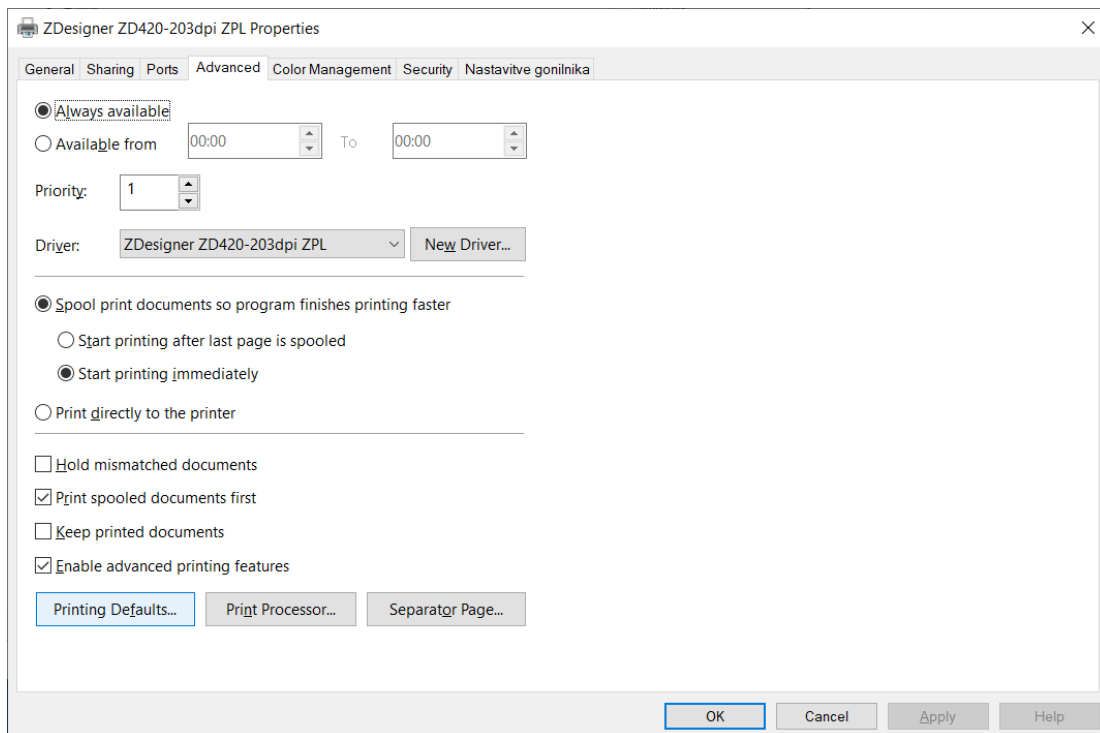 ZDesigner ZD420-203dpi ZPL Properties
General Sharing Ports Advanced Color Management Security Nastavitve gonilnika
Always available
Available from 00:00 To 00:00
Priority: 1
Driver: ZDesigner ZD420-203dpi ZPL New Driver...
Spool print documents so program finishes printing faster
Start printing after last page is spooled
Start printing immediately
Print directly to the printer
Hold mismatched documents
Print spooled documents first
Keep printed documents
Enable advanced printing features
Printing Defaults... Print Processor... Separator Page...
OK Cancel Apply Help